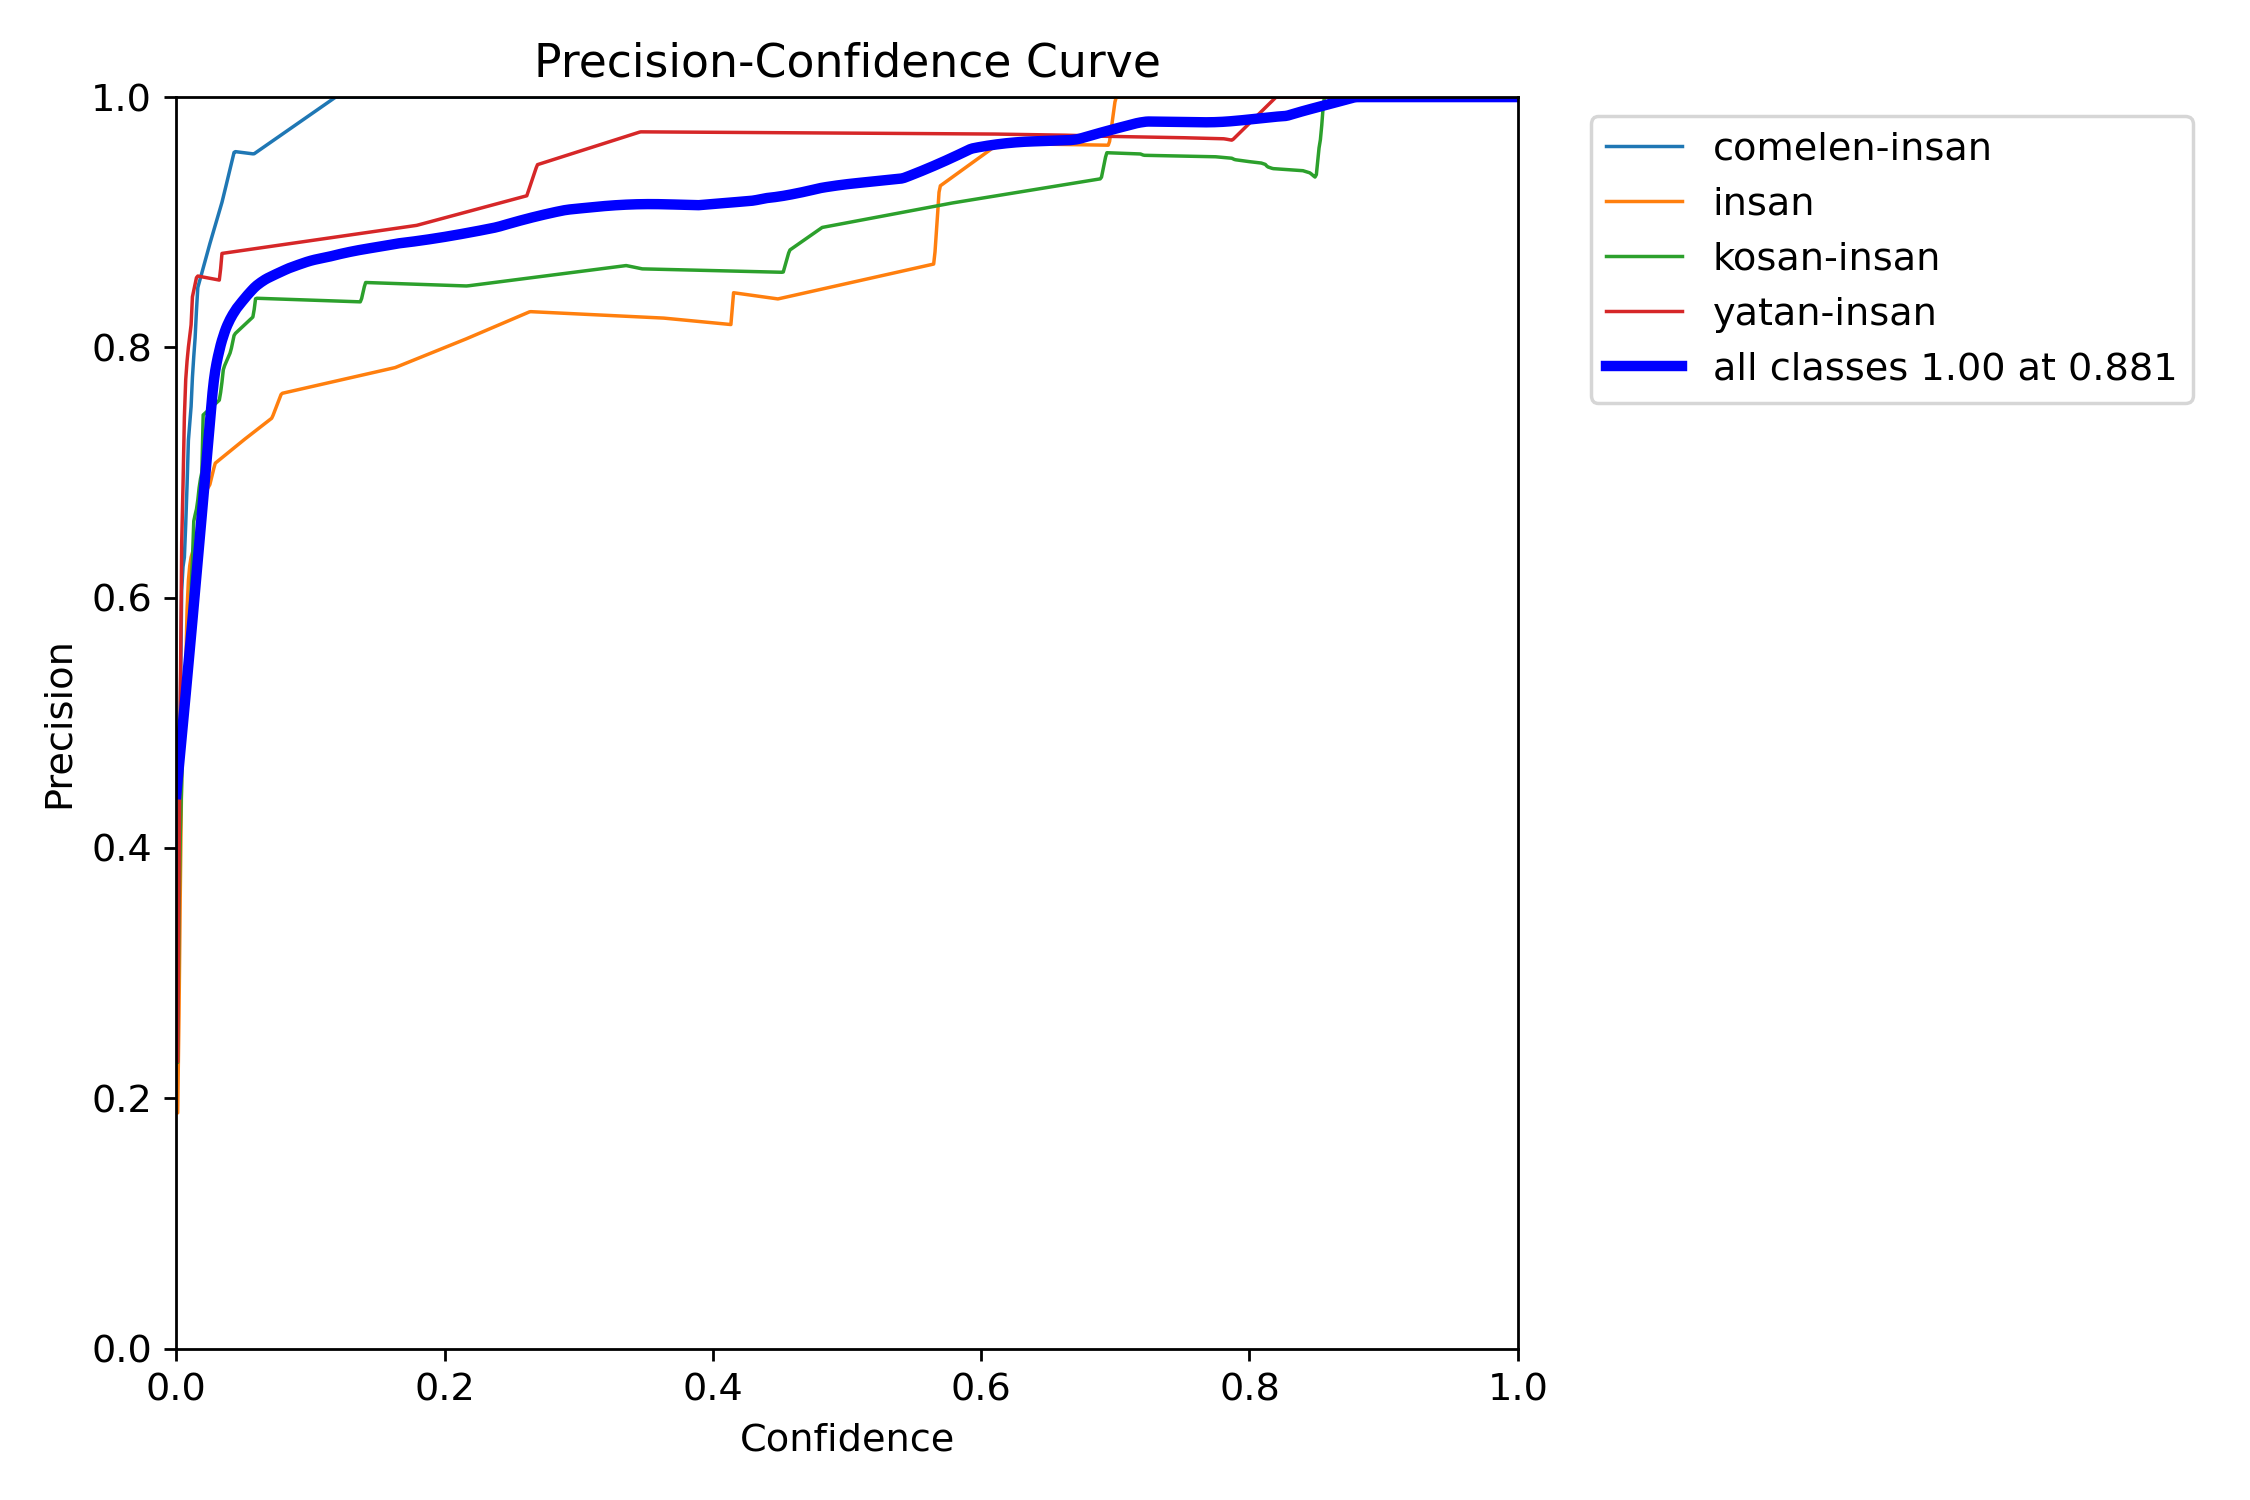 Precision-Confidence Curve
1.0
0.8
0.6
0.4
0.2
0.0
Precision
0.0 0.2 0.4 0.6 0.8 1.0
Confidence
comelen-insan
insan
kosan-insan
yatan-insan
all classes 1.00 at 0.881